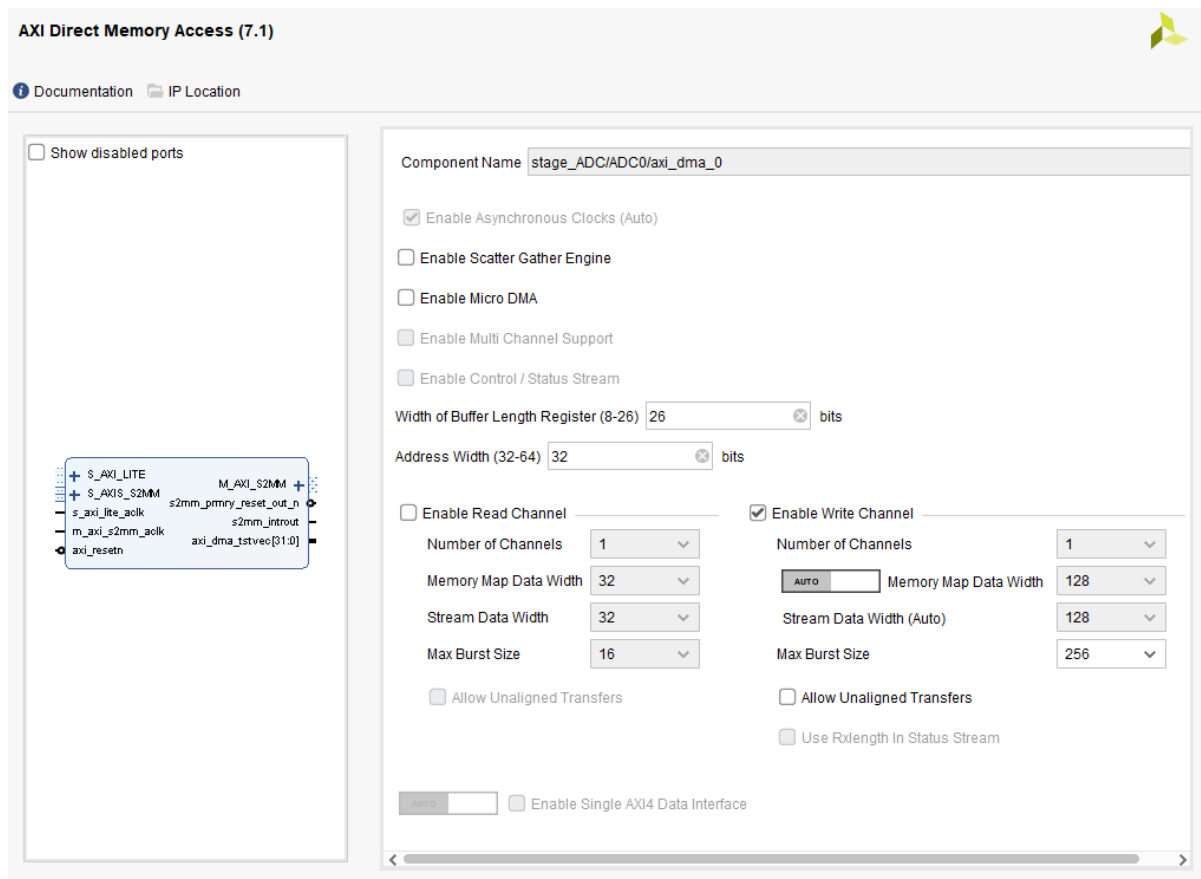 AXI Direct Memory Access (7.1)
Documentation IP Location
Show disabled ports
S_AXI_LITE
S_AXIS_S2MM
s_axi_lite_aclk
m_axi_s2mm_aclk
axi_resetn
M_AXI_S2MM
s2mm_prmry_reset_out_n
s2mm_introut
axi_dma_tstvec[31:0]
Component Name stage_ADC/ADC0/axi_dma_0
Enable Asynchronous Clocks (Auto)
Enable Scatter Gather Engine
Enable Micro DMA
Enable Multi Channel Support
Enable Control / Status Stream
Width of Buffer Length Register (8-26) 26 bits
Address Width (32-64) 32 bits
Enable Read Channel
Number of Channels 1
Memory Map Data Width 32
Stream Data Width 32
Max Burst Size 16
Allow Unaligned Transfers
Enable Write Channel
Number of Channels 1
AUTO Memory Map Data Width 128
Stream Data Width (Auto) 128
Max Burst Size 256
Allow Unaligned Transfers
Use Rxlength In Status Stream
AUTO Enable Single AXI4 Data Interface